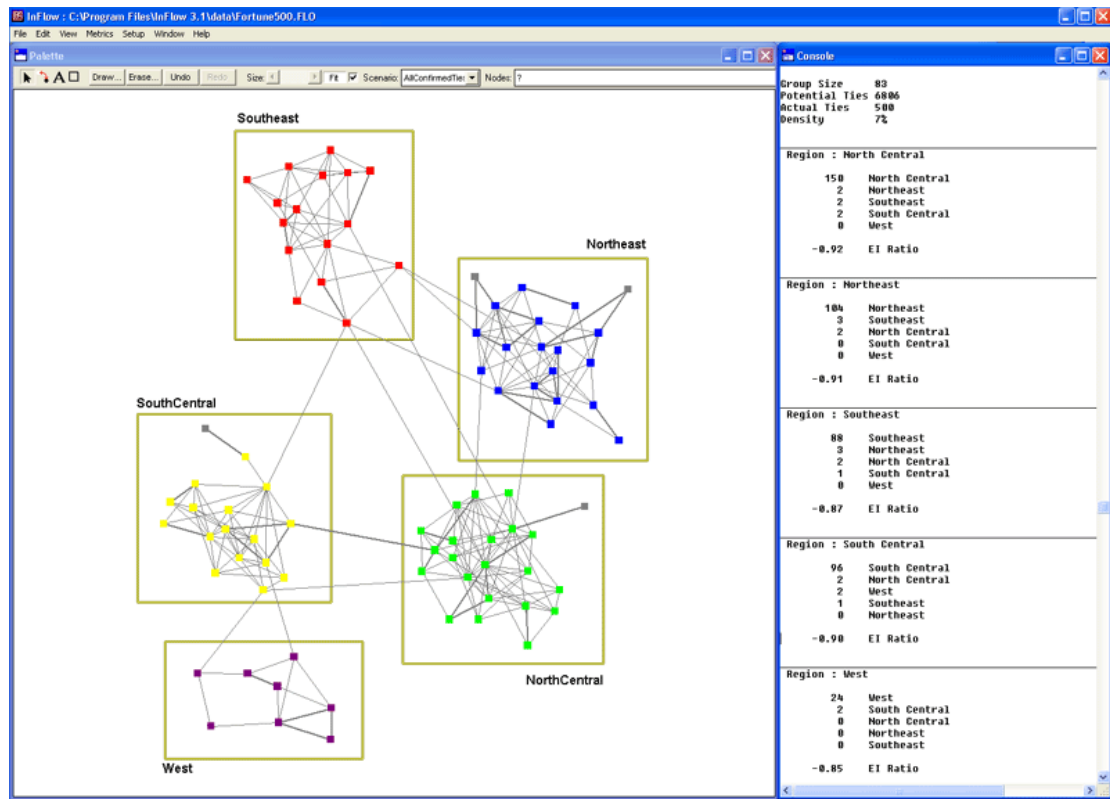 InFlow : C:\Program Files\InFlow 3.1\data\Fortune500.FLO
File Edit View Metrics Setup Window Help
Palette
A Draw... Erase... Undo Redo Size: Fit Scenario: AllConfirmedTie Nodes: ?
Southeast
Northeast
SouthCentral
NorthCentral
West
Console
Group Size 83
Potential Ties 6806
Actual Ties 500
Density 7%
Region : North Central
150 North Central
2 Northeast
2 Southeast
2 South Central
0 West
-0.92 EI Ratio
Region : Northeast
104 Northeast
3 Southeast
2 North Central
0 South Central
0 West
-0.91 EI Ratio
Region : Southeast
88 Southeast
3 Northeast
2 North Central
1 South Central
0 West
-0.87 EI Ratio
Region : South Central
96 South Central
2 North Central
2 West
1 Southeast
0 Northeast
-0.90 EI Ratio
Region : West
24 West
2 South Central
0 North Central
0 Northeast
0 Southeast
-0.85 EI Ratio